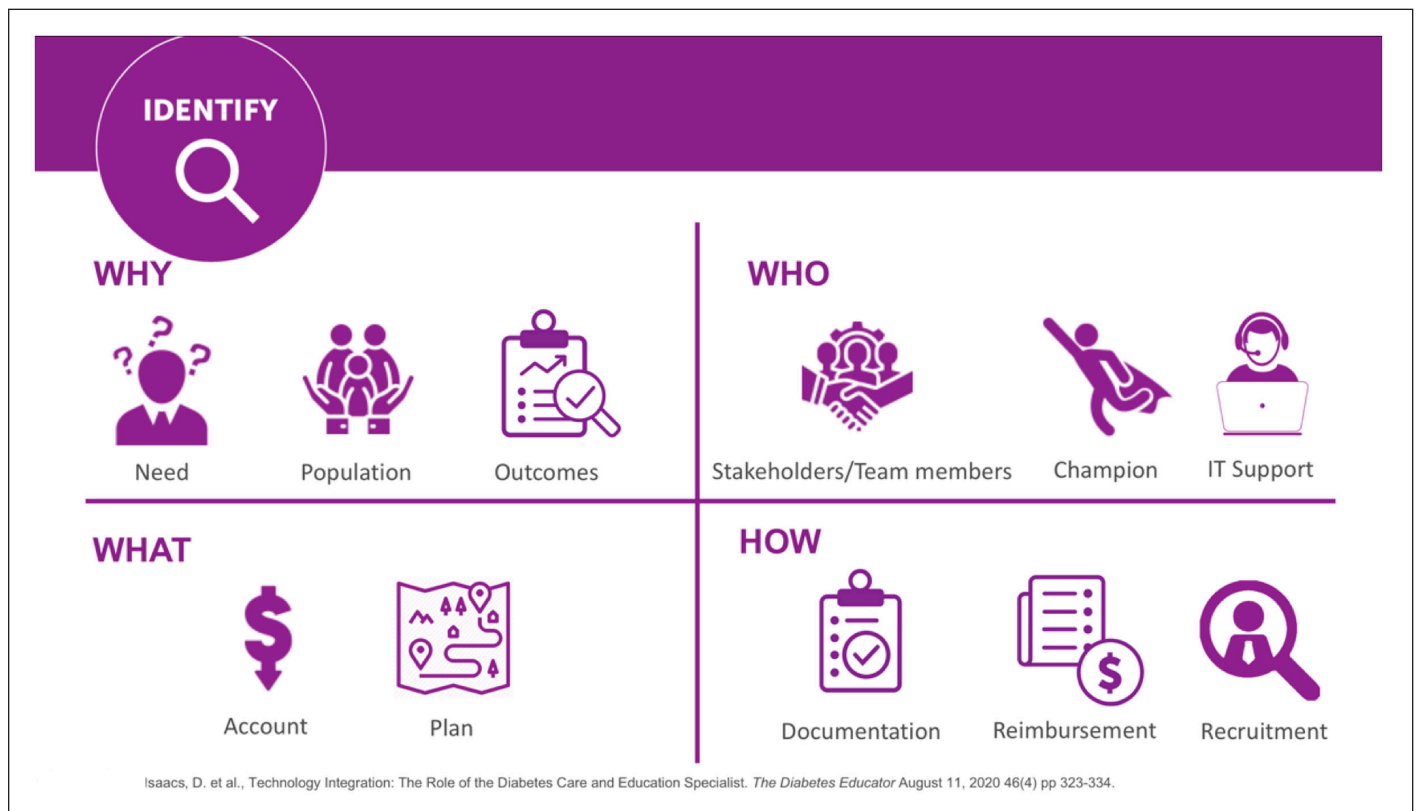 IDENTIFY
WHY
Need
Population
Outcomes
WHO
Stakeholders/Team members
Champion
IT Support
WHAT
Account
Plan
HOW
Documentation
Reimbursement
Recruitment
Isaacs, D. et al., Technology Integration: The Role of the Diabetes Care and Education Specialist. The Diabetes Educator August 11, 2020 46(4) pp 323-334.